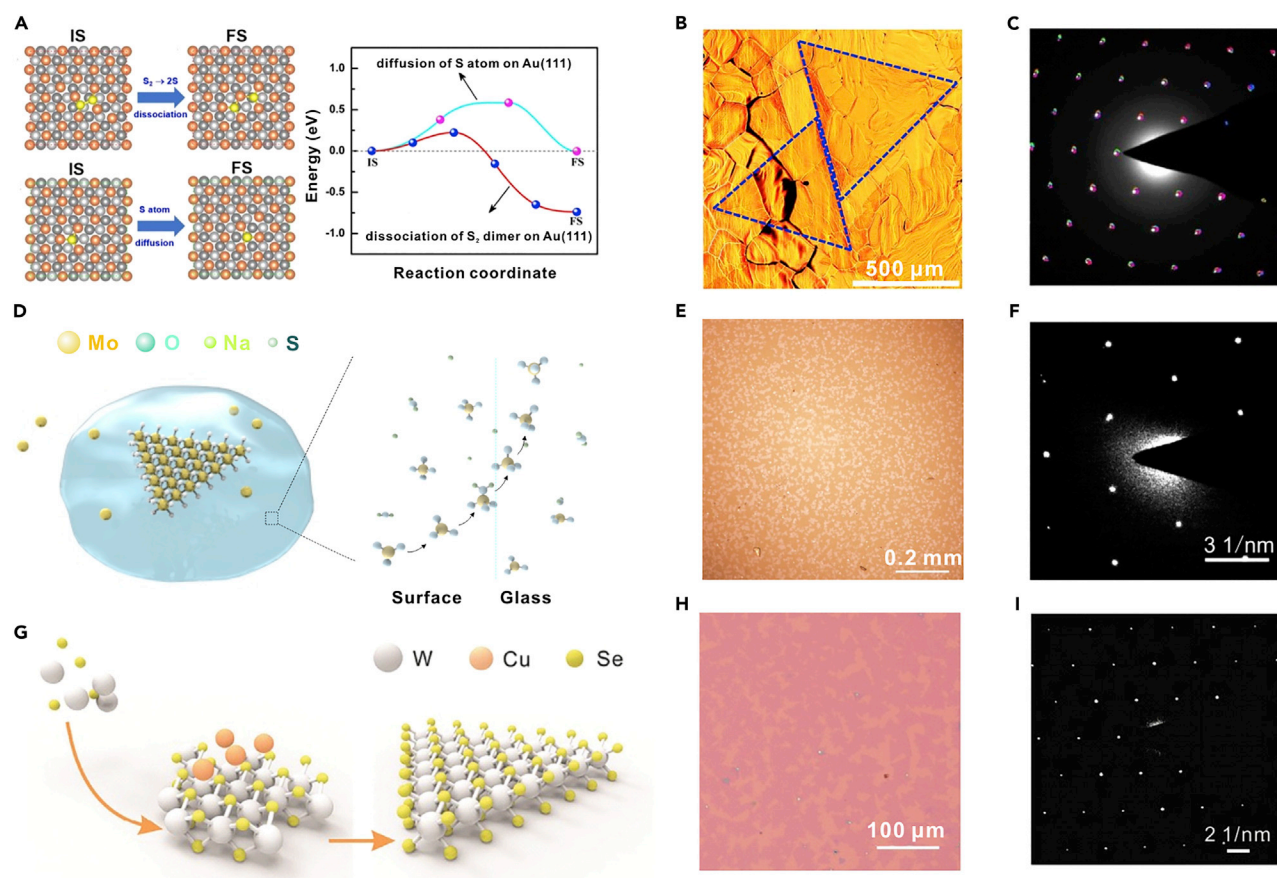 A
IS
FS
S₂ → 2S
dissociation
IS
FS
S atom
diffusion
Energy (eV)
1.0
0.5
0.0
-0.5
-1.0
diffusion of S atom on Au(111)
IS
FS
FS
dissociation of S₂ dimer on Au(111)
Reaction coordinate
B
500 µm
C
D
Mo
O
Na
S
Surface
Glass
E
0.2 mm
F
3 1/nm
G
W
Cu
Se
H
100 µm
I
2 1/nm